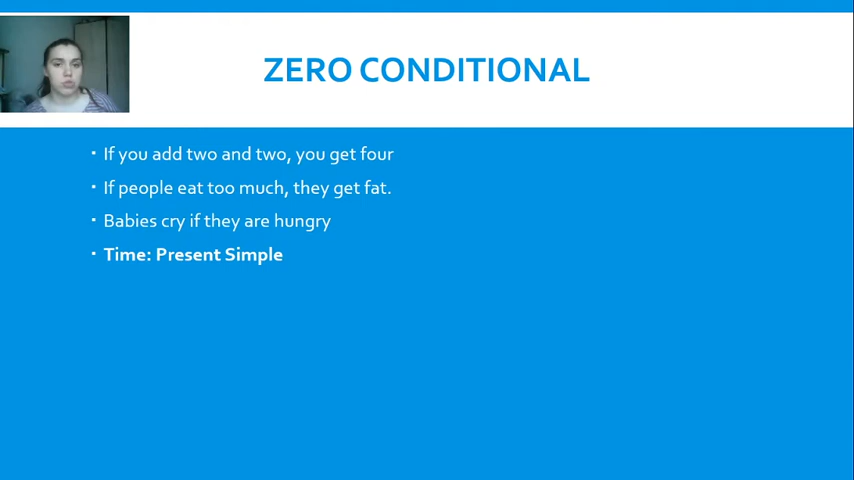 ZERO CONDITIONAL
▪ If you add two and two, you get four
▪ If people eat too much, they get fat.
▪ Babies cry if they are hungry
▪ Time: Present Simple